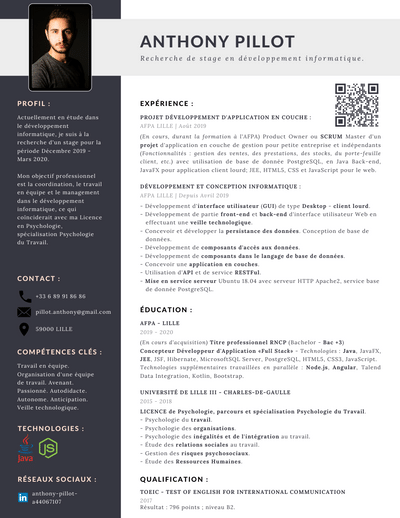 ANTHONY PILLOT
Recherche de stage en développement informatique.
PROFIL :
Actuellement en étude dans
le développement
informatique, je suis à la
recherche d'un stage pour la
période Décembre 2019 -
Mars 2020.
Mon objectif professionnel
est la coordination, le travail
en équipe et le management
dans le développement
informatique, ce qui
coïnciderait avec ma Licence
en Psychologie,
spécialisation Psychologie
du Travail.
CONTACT :
+33 6 89 91 86 86
pillot.anthony@gmail.com
59000 LILLE
COMPÉTENCES CLÉS :
Travail en équipe.
Organisation d'une équipe
de travail. Avenant.
Passionné. Autodidacte.
Autonome. Anticipation.
Veille technologique.
TECHNOLOGIES :
Java
JS
RÉSEAUX SOCIAUX :
in
anthony-pillot-
a44067107
EXPÉRIENCE :
PROJET DÉVELOPPEMENT D'APPLICATION EN COUCHE :
AFPA LILLE | Août 2019
(En cours, durant la formation à l'AFPA) Product Owner ou SCRUM Master d'un
projet d'application en couche de gestion pour petite entreprise et indépendants
(Fonctionnalités : gestion des ventes, des prestations, des stocks, du porte-feuille
client, etc.) avec utilisation de base de donnée PostgreSQL, en Java Back-end,
JavaFX pour application client lourd; JEE, HTML5, CSS et JavaScript pour le web.
DÉVELOPPEMENT ET CONCEPTION INFORMATIQUE :
AFPA LILLE | Depuis Avril 2019
- Développement d'interface utilisateur (GUI) de type Desktop - client lourd.
- Développement de partie front-end et back-end d'interface utilisateur Web en
effectuant une veille technologique.
- Concevoir et développer la persistance des données. Conception de base de
données.
- Développement de composants d'accès aux données.
- Développement de composants dans le langage de base de données.
- Concevoir une application en couches.
- Utilisation d'API et de service RESTful.
- Mise en service serveur Ubuntu 18.04 avec serveur HTTP Apache2, service base
de donnée PostgreSQL.
ÉDUCATION :
AFPA - LILLE
2019 - 2020
(En cours d'acquisition) Titre professionnel RNCP (Bachelor - Bac +3)
Concepteur Développeur d'Application «Full Stack» - Technologies : Java, JavaFX,
JEE, JSF, Hibernate, MicrosoftSQL Server, PostgreSQL, HTML5, CSS3, JavaScript.
Technologies supplémentaires travaillées en parallèle : Node.js, Angular, Talend
Data Integration, Kotlin, Bootstrap.
UNIVERSITÉ DE LILLE III - CHARLES-DE-GAULLE
2015 - 2018
LICENCE de Psychologie, parcours et spécialisation Psychologie du Travail.
- Psychologie du travail.
- Psychologie des organisations.
- Psychologie des inégalités et de l'intégration au travail.
- Étude des relations sociales au travail.
- Gestion des risques psychosociaux.
- Étude des Ressources Humaines.
QUALIFICATION :
TOEIC - TEST OF ENGLISH FOR INTERNATIONAL COMMUNICATION
2017
Résultat : 796 points ; niveau B2.